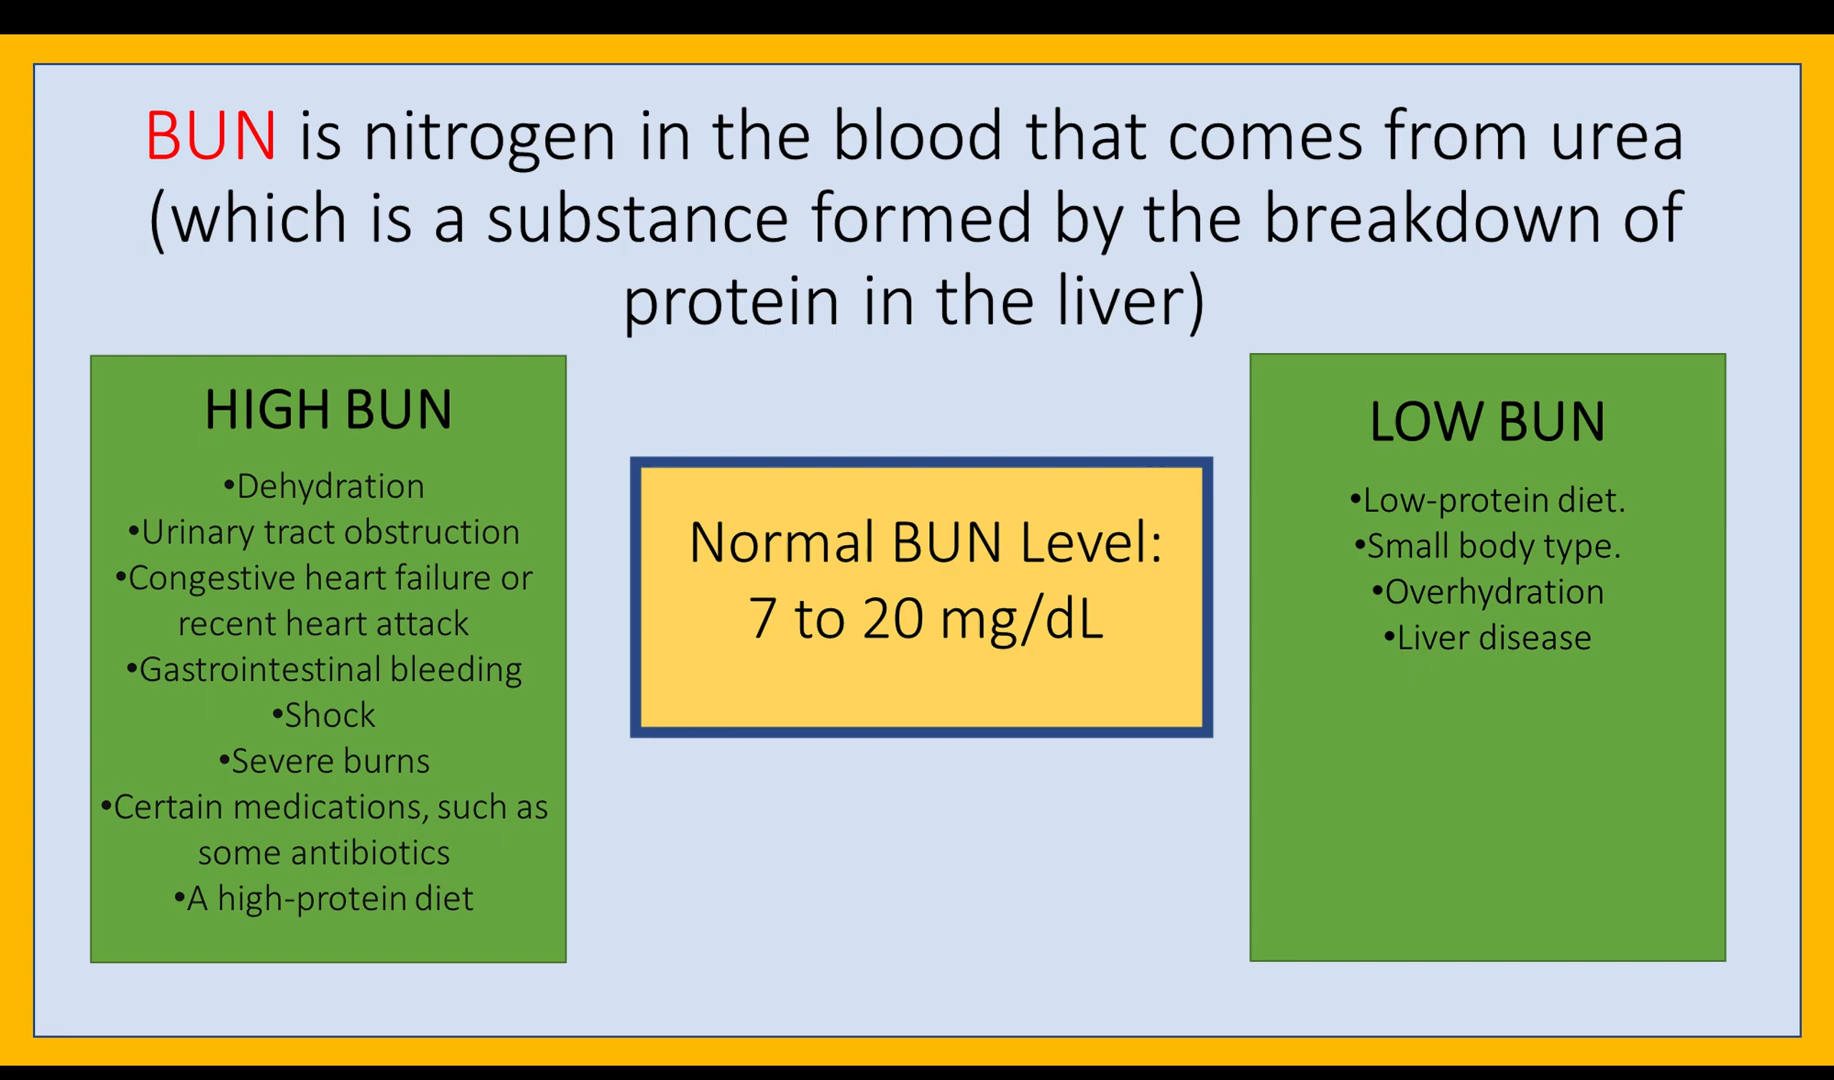 BUN is nitrogen in the blood that comes from urea
(which is a substance formed by the breakdown of
protein in the liver)
HIGH BUN
•Dehydration
•Urinary tract obstruction
•Congestive heart failure or
recent heart attack
•Gastrointestinal bleeding
•Shock
•Severe burns
•Certain medications, such as
some antibiotics
•A high-protein diet
Normal BUN Level:
7 to 20 mg/dL
LOW BUN
•Low-protein diet.
•Small body type.
•Overhydration
•Liver disease